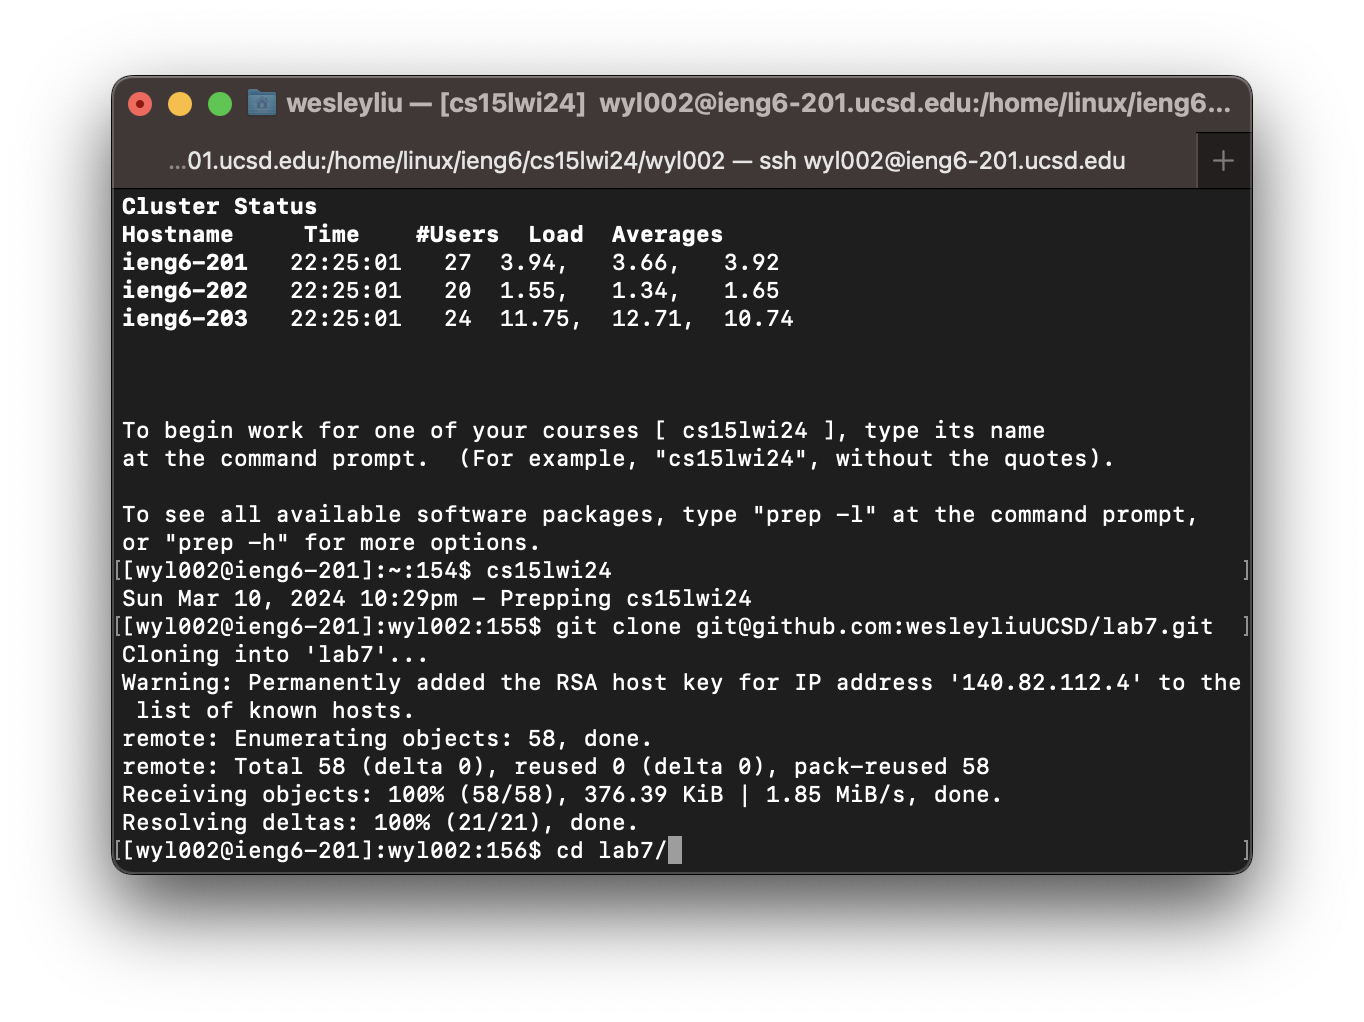 wesleyliu — [cs15lwi24]  wyl002@ieng6-201.ucsd.edu:/home/linux/ieng6...
...01.ucsd.edu:/home/linux/ieng6/cs15lwi24/wyl002 — ssh wyl002@ieng6-201.ucsd.edu +
Cluster Status
Hostname     Time    #Users  Load  Averages
ieng6-201   22:25:01   27  3.94,   3.66,   3.92
ieng6-202   22:25:01   20  1.55,   1.34,   1.65
ieng6-203   22:25:01   24  11.75,  12.71,  10.74
To begin work for one of your courses [ cs15lwi24 ], type its name
at the command prompt.  (For example, "cs15lwi24", without the quotes).
To see all available software packages, type "prep -l" at the command prompt,
or "prep -h" for more options.
[[wyl002@ieng6-201]:~:154$ cs15lwi24 ]
Sun Mar 10, 2024 10:29pm - Prepping cs15lwi24
[[wyl002@ieng6-201]:wyl002:155$ git clone git@github.com:wesleyliuUCSD/lab7.git ]
Cloning into 'lab7'...
Warning: Permanently added the RSA host key for IP address '140.82.112.4' to the
 list of known hosts.
remote: Enumerating objects: 58, done.
remote: Total 58 (delta 0), reused 0 (delta 0), pack-reused 58
Receiving objects: 100% (58/58), 376.39 KiB | 1.85 MiB/s, done.
Resolving deltas: 100% (21/21), done.
[[wyl002@ieng6-201]:wyl002:156$ cd lab7/ ]